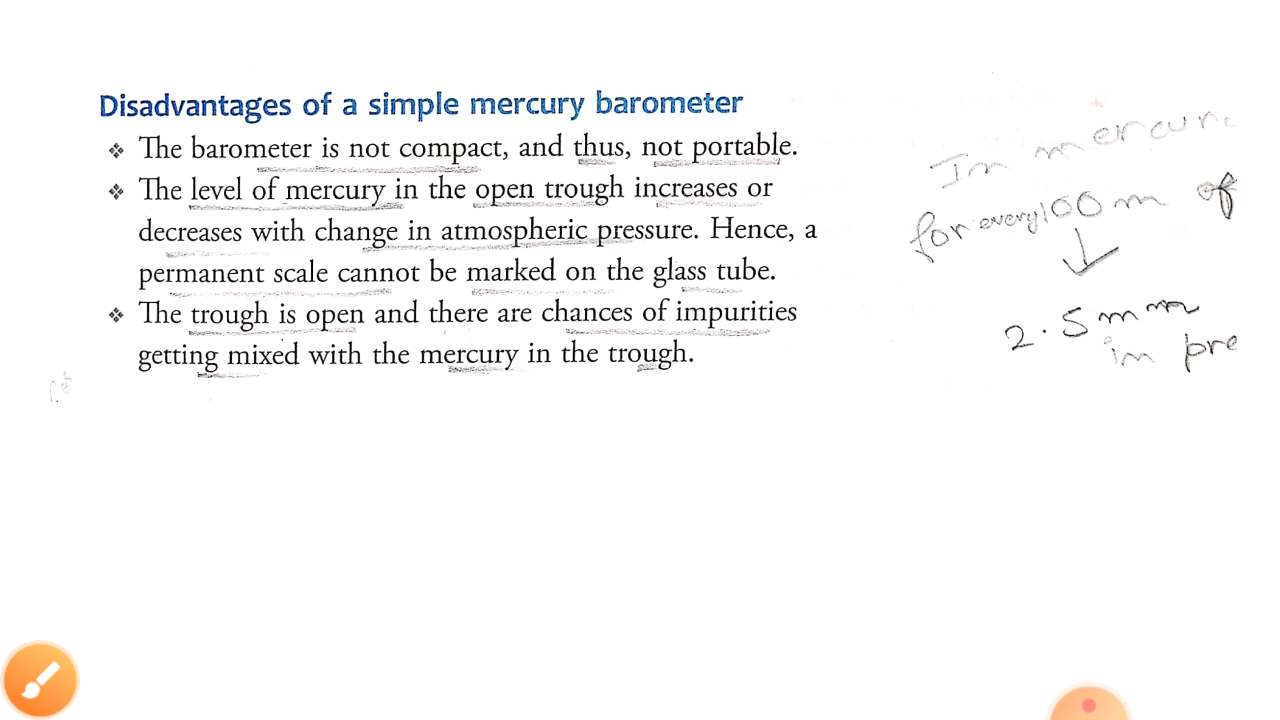 Disadvantages of a simple mercury barometer
❖ The barometer is not compact, and thus, not portable.
❖ The level of mercury in the open trough increases or
decreases with change in atmospheric pressure. Hence, a
permanent scale cannot be marked on the glass tube.
❖ The trough is open and there are chances of impurities
getting mixed with the mercury in the trough.
In mercur
for every 100 m of
↓
2.5 mm
in pre